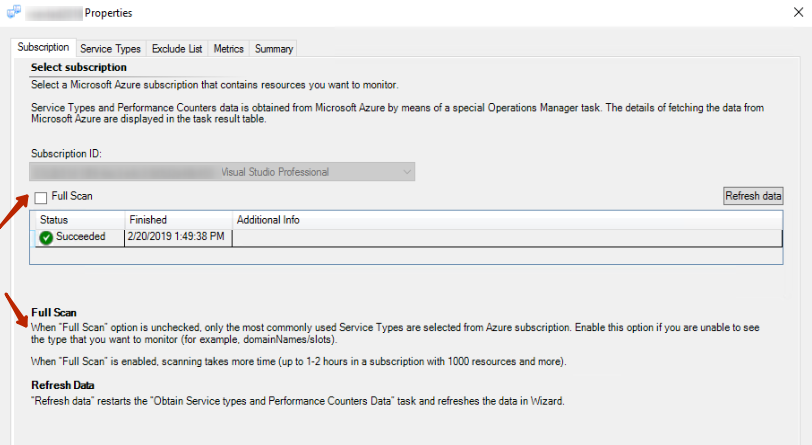 Properties
Subscription Service Types Exclude List Metrics Summary
Select subscription
Select a Microsoft Azure subscription that contains resources you want to monitor.
Service Types and Performance Counters data is obtained from Microsoft Azure by means of a special Operations Manager task. The details of fetching the data from
Microsoft Azure are displayed in the task result table.
Subscription ID:
Visual Studio Professional
Full Scan Refresh data
Status Finished Additional Info
Succeeded 2/20/2019 1:49:38 PM
Full Scan
When "Full Scan" option is unchecked, only the most commonly used Service Types are selected from Azure subscription. Enable this option if you are unable to see
the type that you want to monitor (for example, domainNames/slots).
When "Full Scan" is enabled, scanning takes more time (up to 1-2 hours in a subscription with 1000 resources and more).
Refresh Data
"Refresh data" restarts the "Obtain Service types and Performance Counters Data" task and refreshes the data in Wizard.